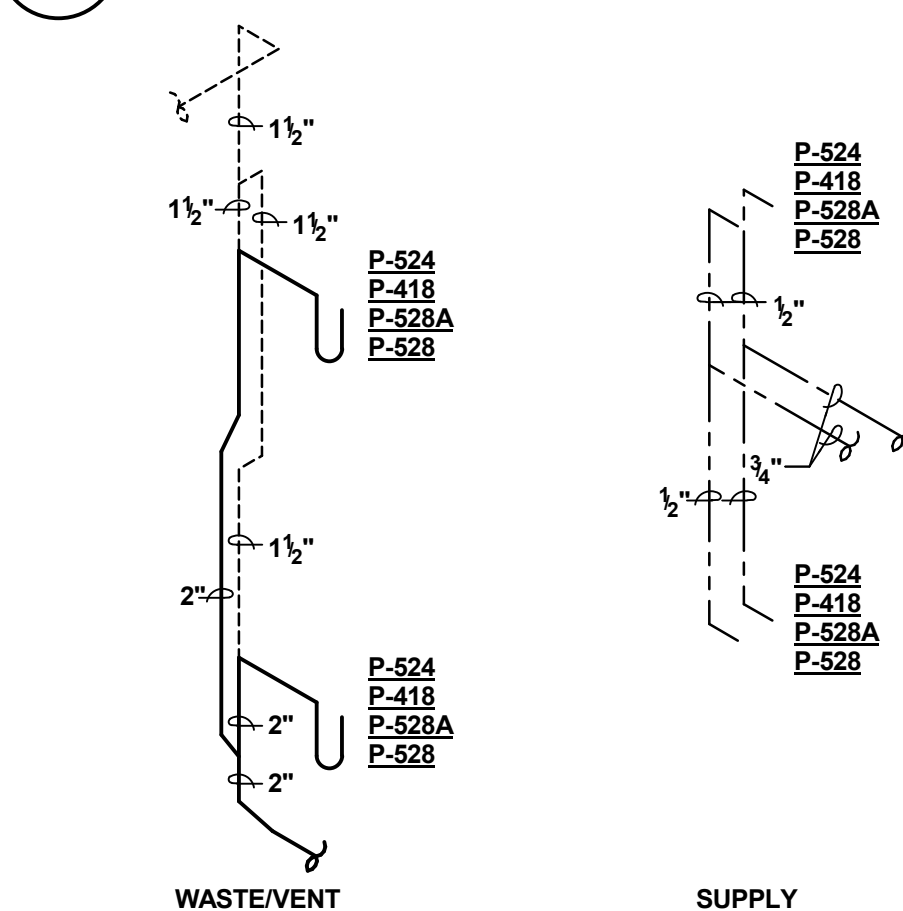 1½"
1½"
1½"
P-524
P-418
P-528A
P-528
1½"
2"
P-524
P-418
P-528A
P-528
2"
2"
WASTE/VENT
P-524
P-418
P-528A
P-528
½"
¾"
½"
P-524
P-418
P-528A
P-528
SUPPLY